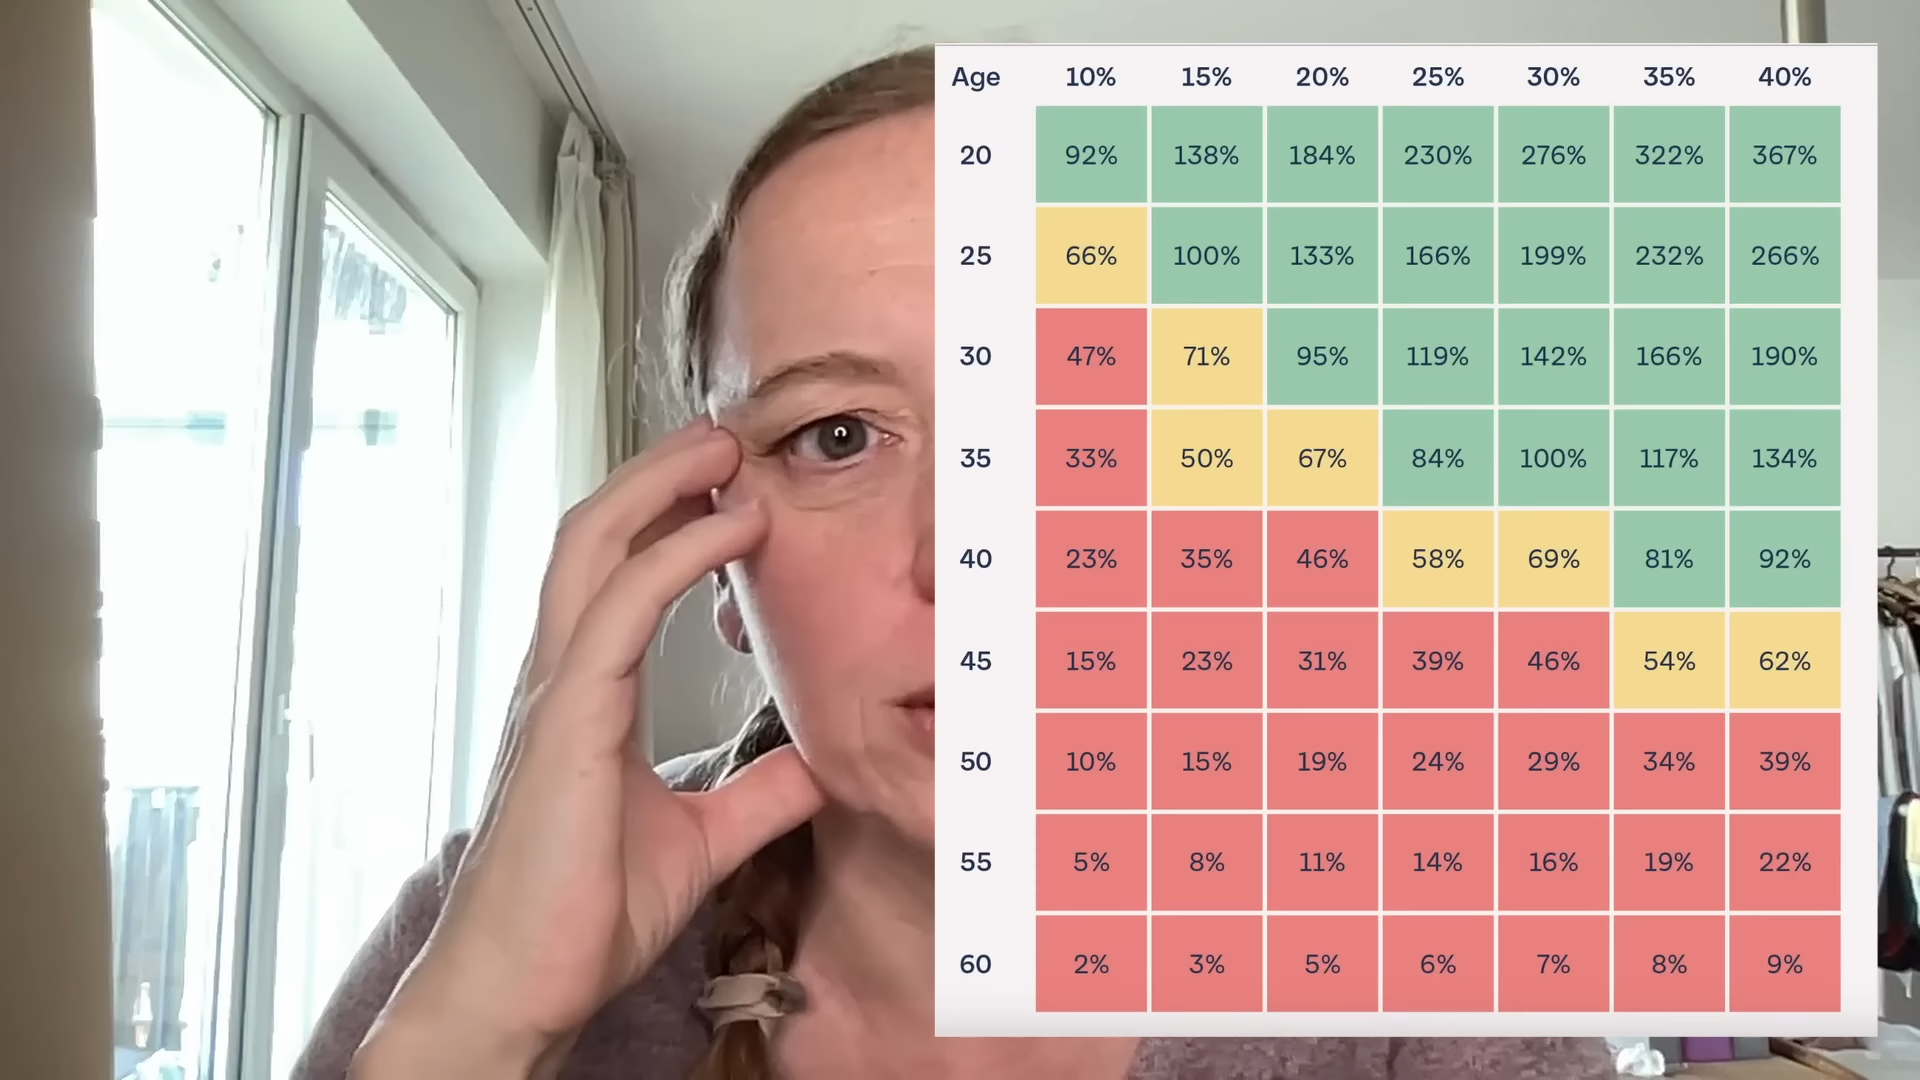 Age 10% 15% 20% 25% 30% 35% 40%
20 92% 138% 184% 230% 276% 322% 367%
25 66% 100% 133% 166% 199% 232% 266%
30 47% 71% 95% 119% 142% 166% 190%
35 33% 50% 67% 84% 100% 117% 134%
40 23% 35% 46% 58% 69% 81% 92%
45 15% 23% 31% 39% 46% 54% 62%
50 10% 15% 19% 24% 29% 34% 39%
55 5% 8% 11% 14% 16% 19% 22%
60 2% 3% 5% 6% 7% 8% 9%